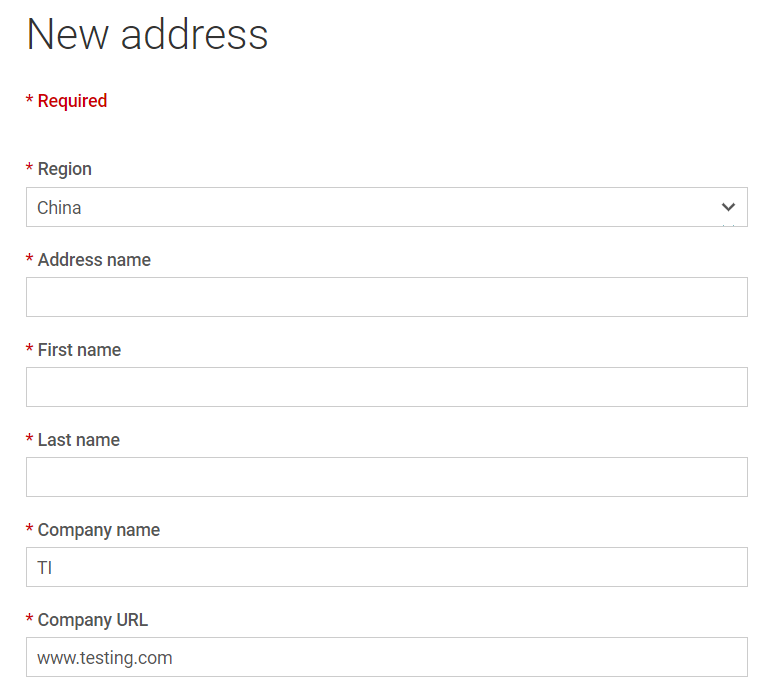 New address
* Required
* Region
China
* Address name
* First name
* Last name
* Company name
TI
* Company URL
www.testing.com